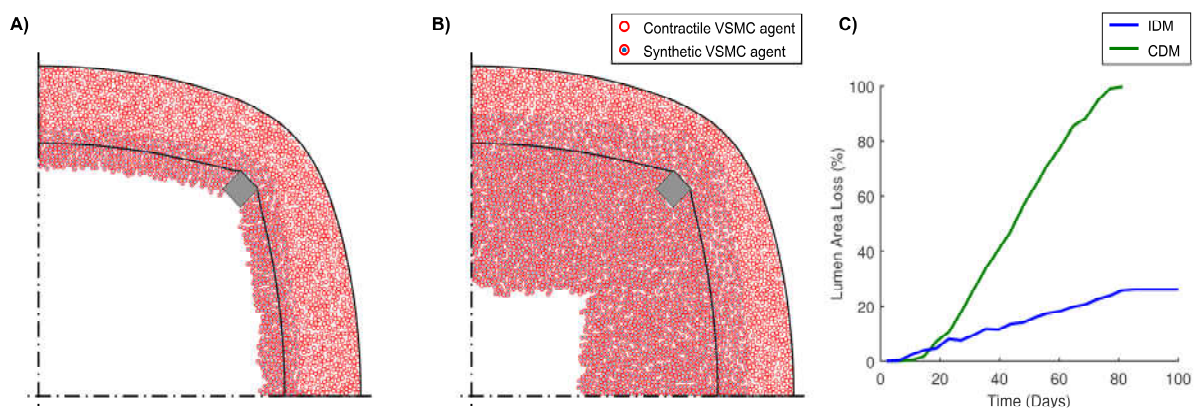 A)
B)
Contractile VSMC agent
Synthetic VSMC agent
C)
IDM
CDM
Lumen Area Loss (%)
100
80
60
40
20
0
0
20
40
60
80
100
Time (Days)